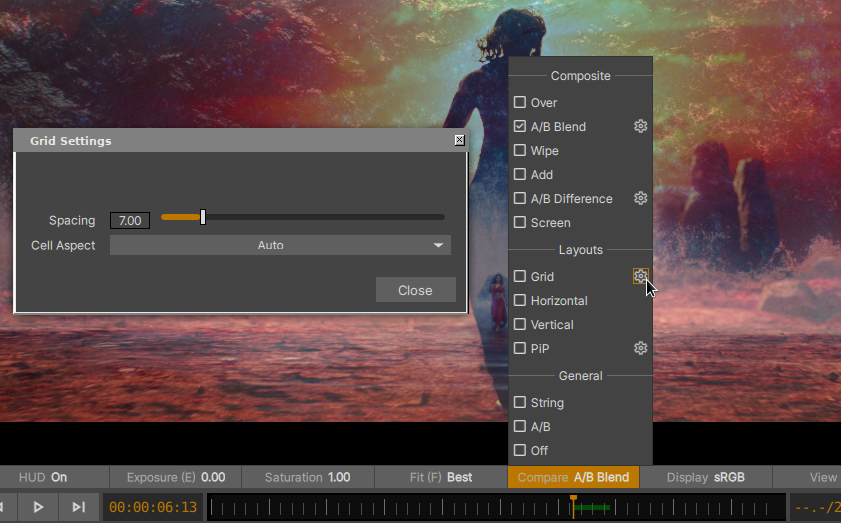 Composite
Over
A/B Blend
Wipe
Add
A/B Difference
Screen
Layouts
Grid
Horizontal
Vertical
PiP
General
String
A/B
Off
Grid Settings
Spacing 7.00
Cell Aspect Auto
Close
HUD On Exposure (E) 0.00 Saturation 1.00 Fit (F) Best Compare A/B Blend Display sRGB View
00:00:06:13 --.-/2